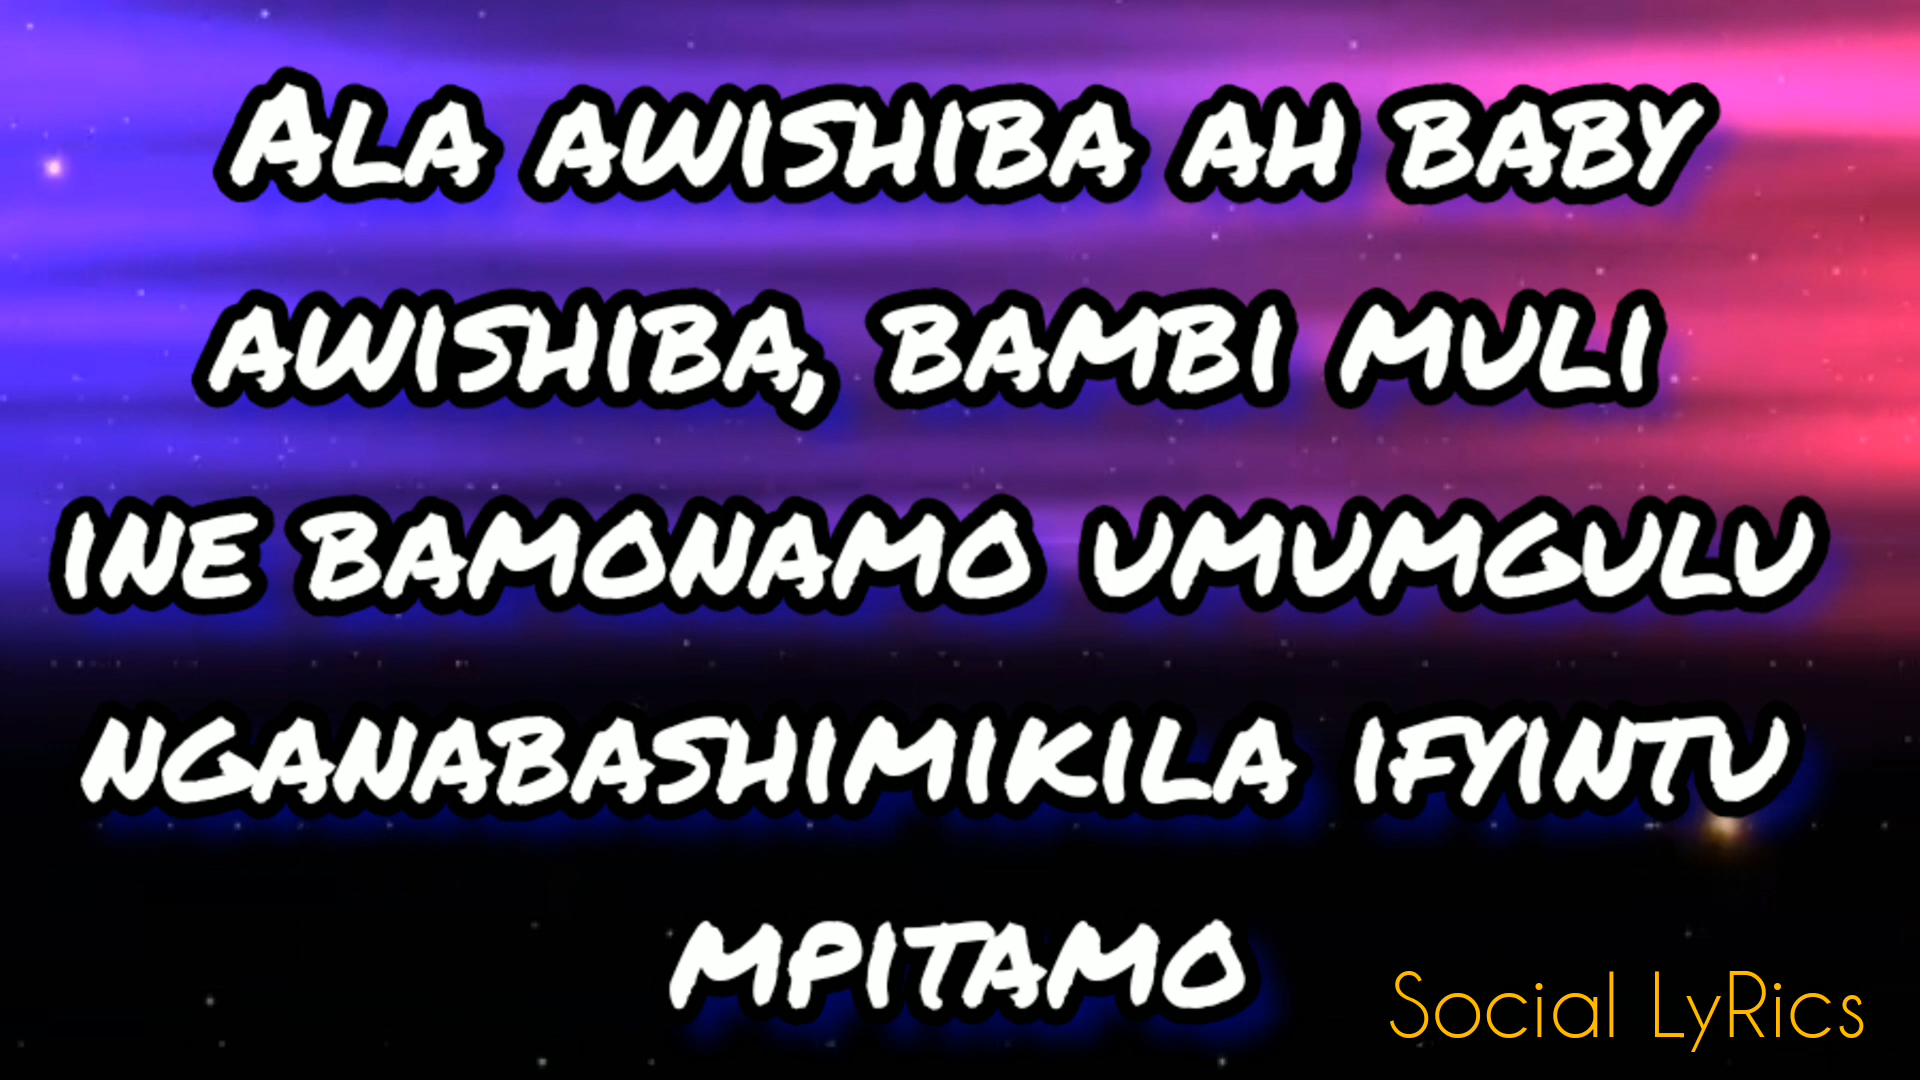 Ala awishiba ah baby
awishiba, bambi muli
ine bamonamo umumgulu
nganabashimikila ifyintu
mpitamo
Social LyRics